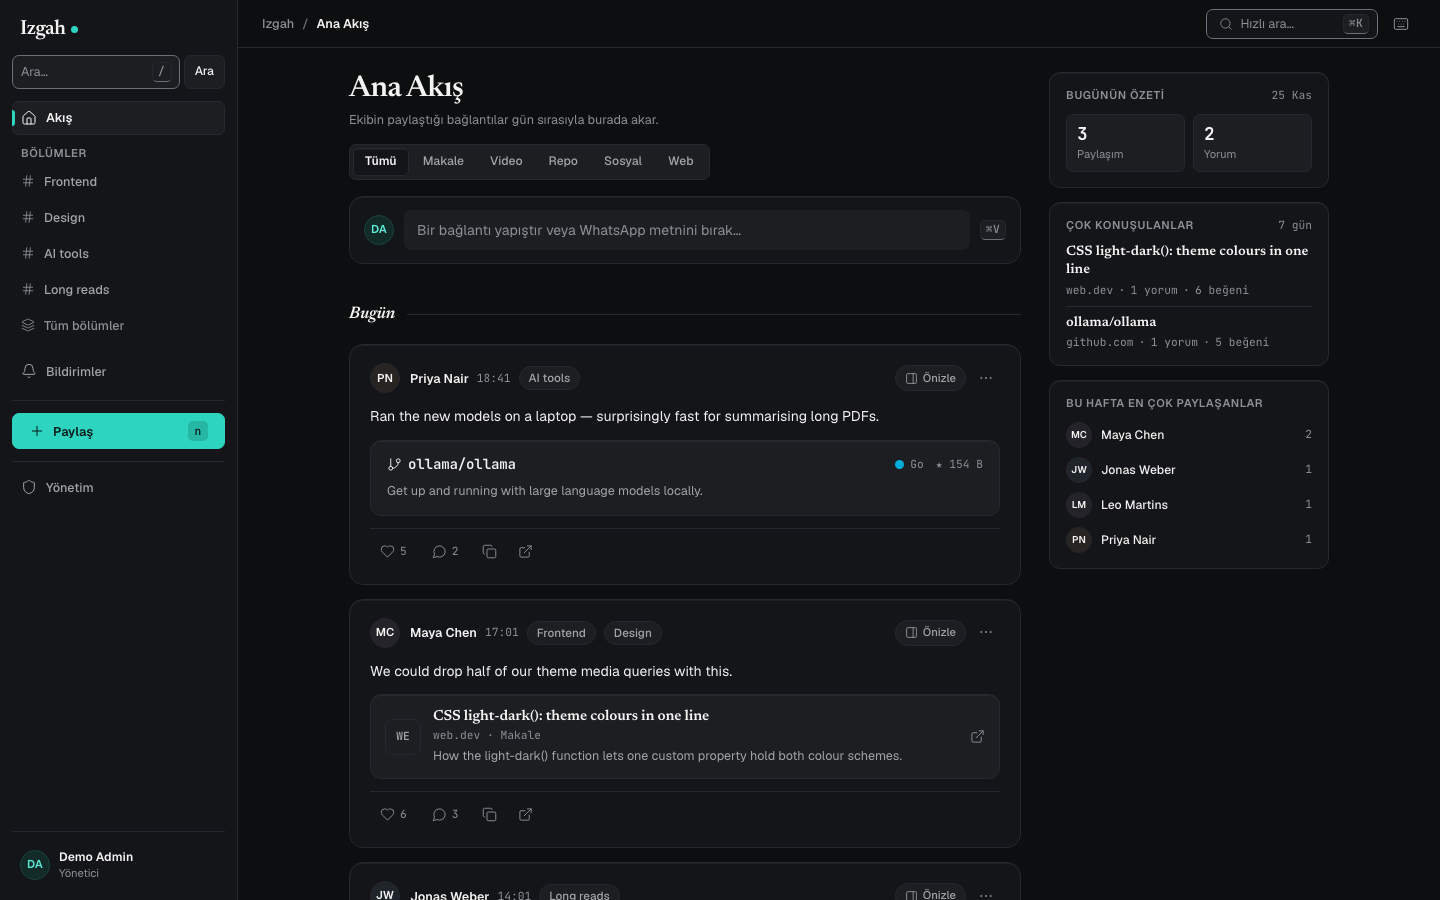 Izgah
Ara...
/
Ara
Akış
BÖLÜMLER
Frontend
Design
AI tools
Long reads
Tüm bölümler
Bildirimler
Paylaş
n
Yönetim
DA
Demo Admin
Yönetici
Izgah / Ana Akış
Hızlı ara...
⌘K
Ana Akış
Ekibin paylaştığı bağlantılar gün sırasıyla burada akar.
Tümü Makale Video Repo Sosyal Web
DA
Bir bağlantı yapıştır veya WhatsApp metnini bırak...
⌘V
Bugün
PN Priya Nair 18:41 AI tools Önizle
Ran the new models on a laptop — surprisingly fast for summarising long PDFs.
ollama/ollama Go ★ 154 B
Get up and running with large language models locally.
5 2
MC Maya Chen 17:01 Frontend Design Önizle
We could drop half of our theme media queries with this.
WE
CSS light-dark(): theme colours in one line
web.dev · Makale
How the light-dark() function lets one custom property hold both colour schemes.
6 3
JW Jonas Weber 14:01 Long reads Önizle
BUGÜNÜN ÖZETİ 25 Kas
3
Paylaşım
2
Yorum
ÇOK KONUŞULANLAR 7 gün
CSS light-dark(): theme colours in one
line
web.dev · 1 yorum · 6 beğeni
ollama/ollama
github.com · 1 yorum · 5 beğeni
BU HAFTA EN ÇOK PAYLAŞANLAR
MC Maya Chen 2
JW Jonas Weber 1
LM Leo Martins 1
PN Priya Nair 1